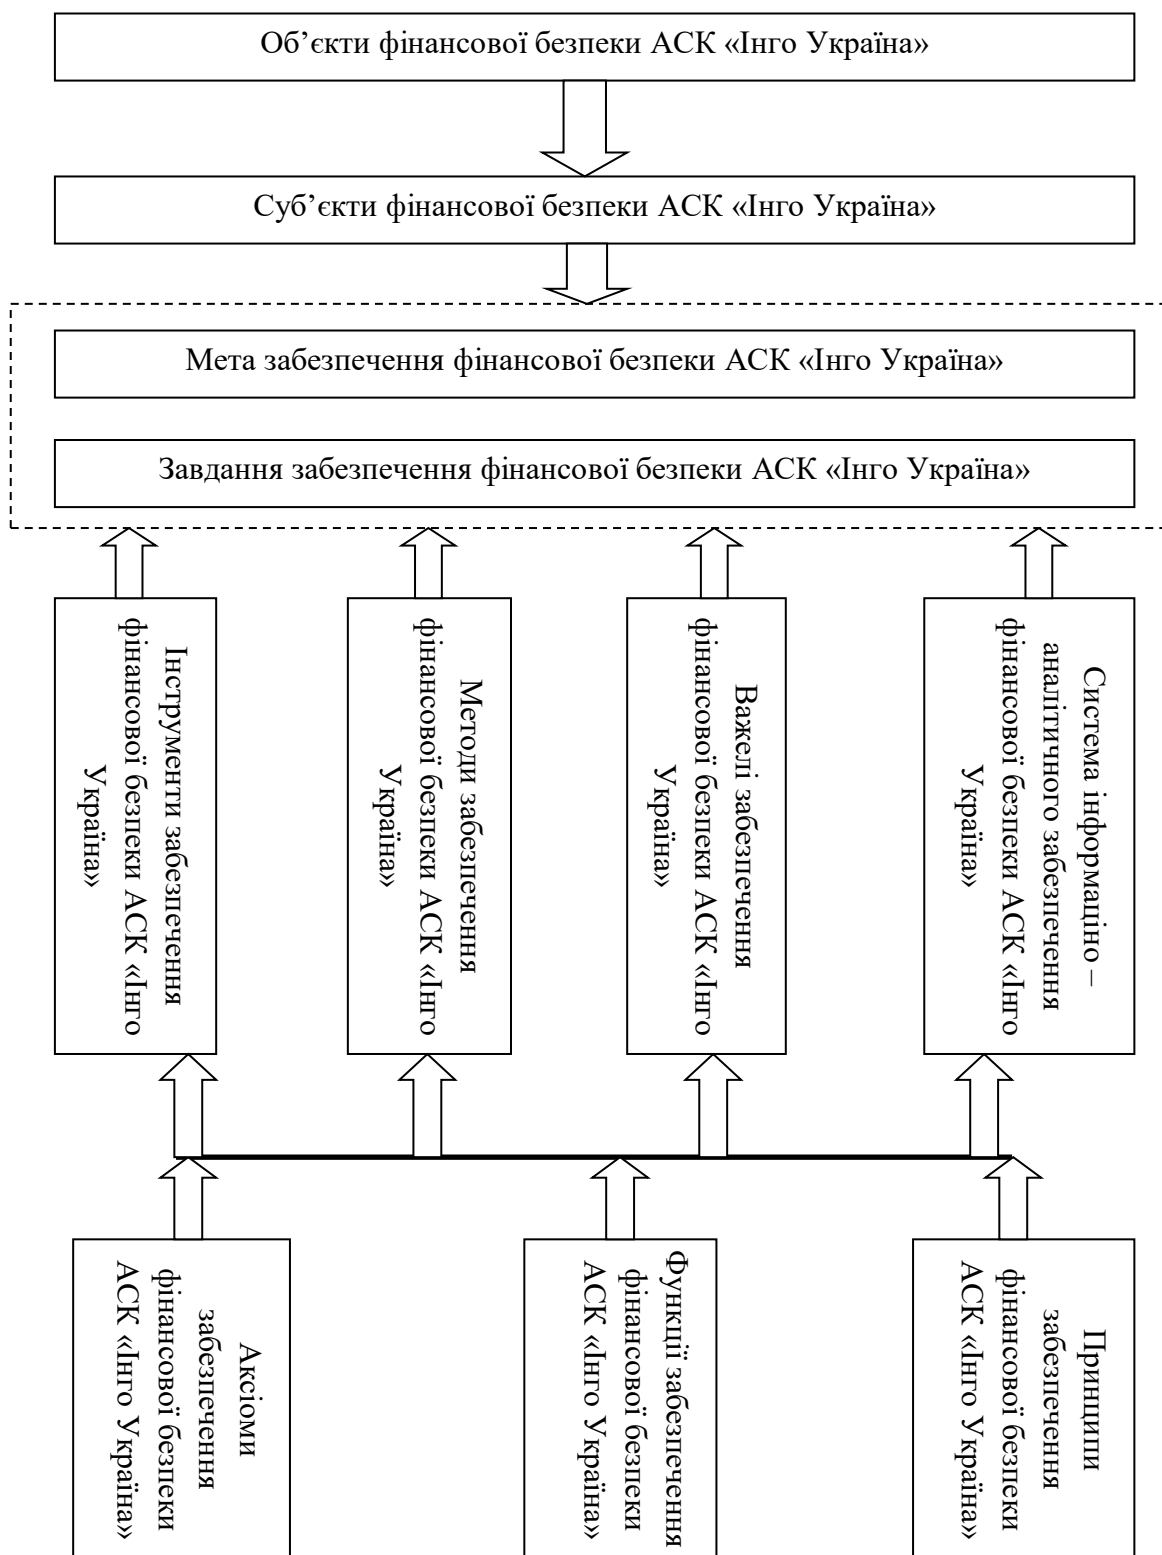 Об’єкти фінансової безпеки АСК «Інго Україна»
Суб’єкти фінансової безпеки АСК «Інго Україна»
Мета забезпечення фінансової безпеки АСК «Інго Україна»
Завдання забезпечення фінансової безпеки АСК «Інго Україна»
Інструменти забезпечення
фінансової безпеки АСК «Інго
Україна»
Методи забезпечення
фінансової безпеки АСК «Інго
Україна»
Важелі забезпечення
фінансової безпеки АСК «Інго
Україна»
Система інформаціно –
аналітичного забезпечення
фінансової безпеки АСК «Інго
Україна»
Аксіоми
забезпечення
фінансової безпеки
АСК «Інго Україна»
Функції забезпечення
фінансової безпеки
АСК «Інго Україна»
Принципи
забезпечення
фінансової безпеки
АСК «Інго Україна»